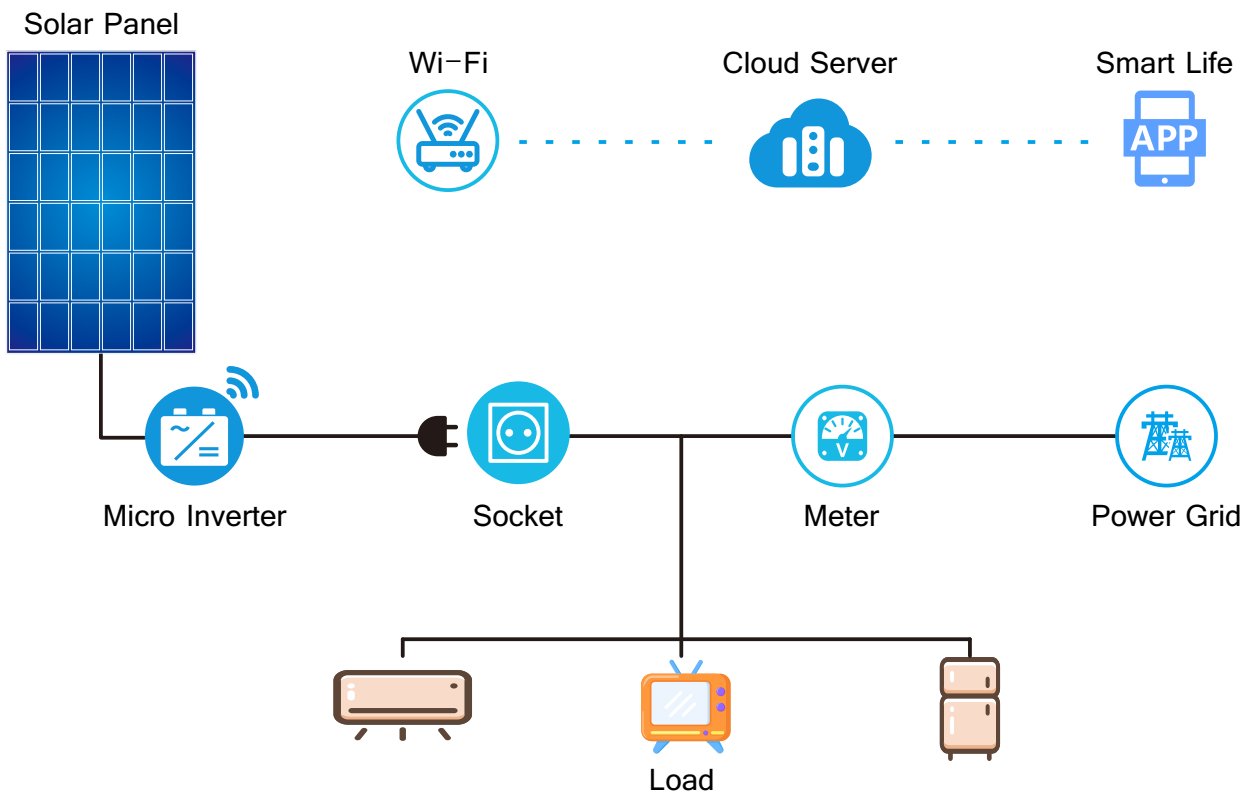 Solar Panel
Wi-Fi
Cloud Server
Smart Life
APP
Micro Inverter
Socket
V
Meter
Power Grid
Load